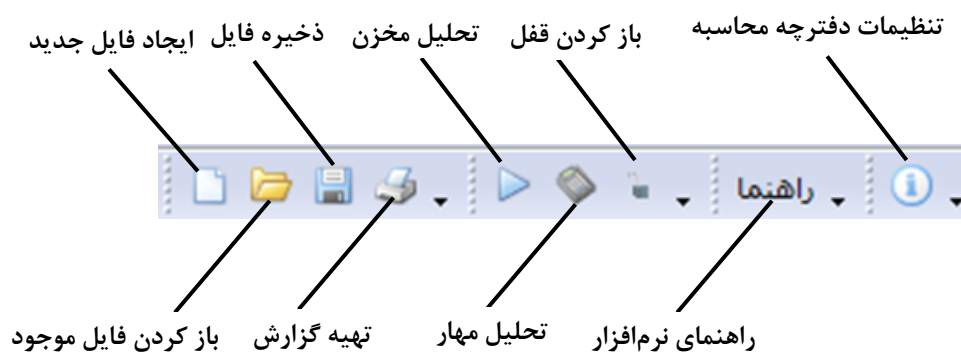 تنظیمات دفترچه محاسبه
باز کردن قفل
تحلیل مخزن
ذخیره فایل
ایجاد فایل جدید
راهنما
راهنمای نرم‌افزار
تحلیل مهار
تهیه گزارش
باز کردن فایل موجود